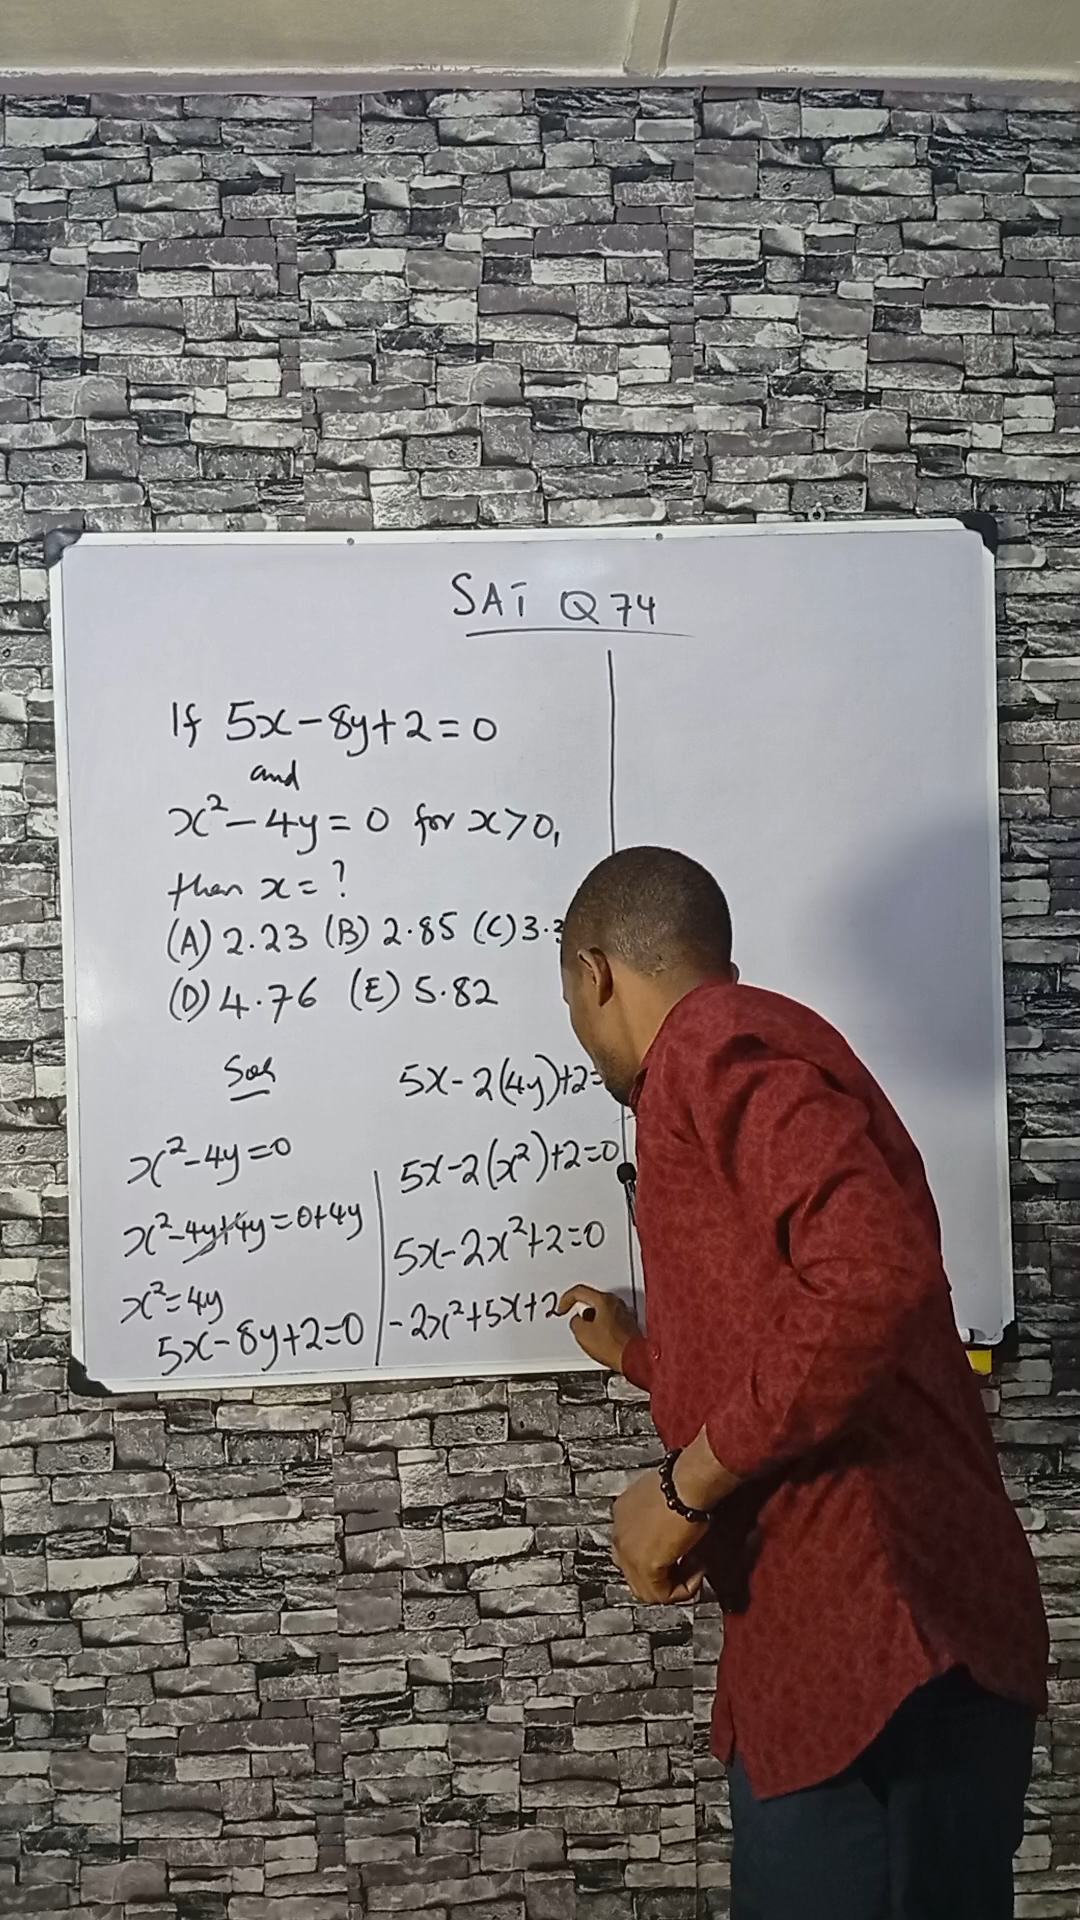 SAT Q74
If 5x-8y+2=0
and
x²-4y=0 for x>0,
then x=?
(A) 2.23 (B) 2.85 (C) 3.
(D) 4.76 (E) 5.82
Sol
x²-4y=0
x²-4y+4y=0+4y
x²=4y
5x-8y+2=0
5x-2(4y)+2=
5x-2(x²)+2=0
5x-2x²+2=0
-2x²+5x+2